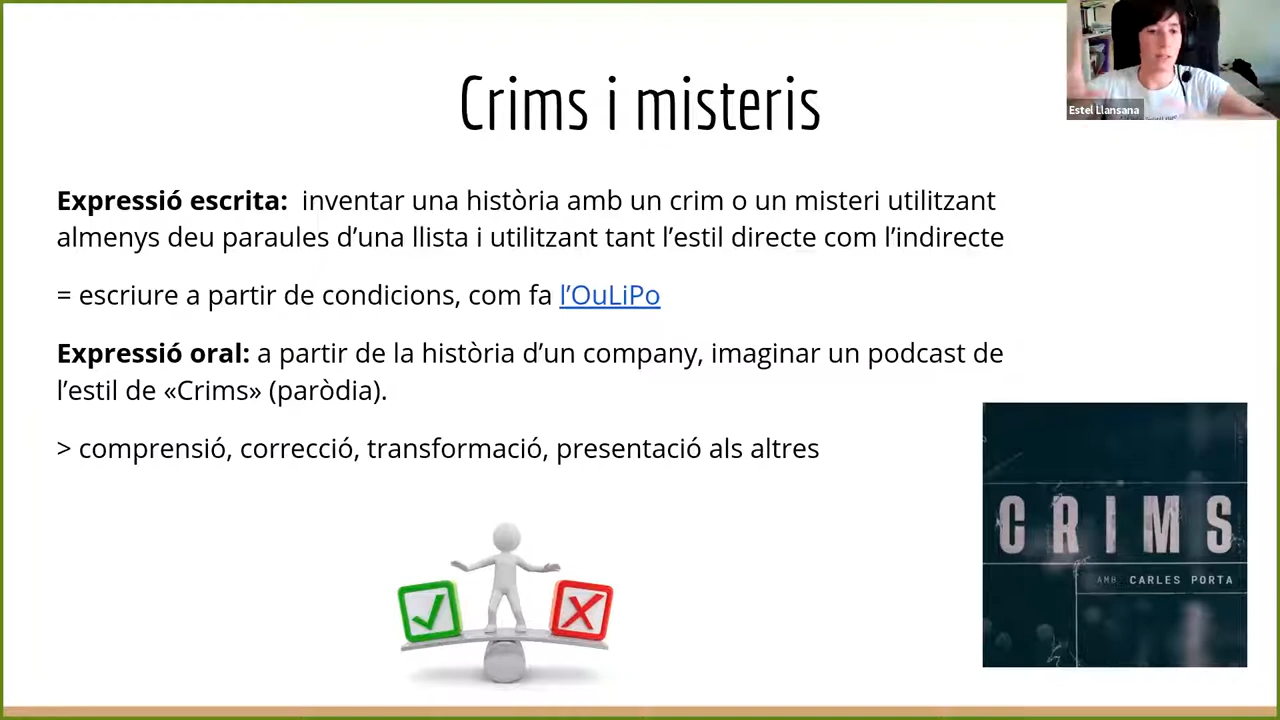 Crims i misteris
Estel Llansana
Expressió escrita: inventar una història amb un crim o un misteri utilitzant
almenys deu paraules d’una llista i utilitzant tant l’estil directe com l’indirecte
= escriure a partir de condicions, com fa l’OuLiPo
Expressió oral: a partir de la història d’un company, imaginar un podcast de
l’estil de «Crims» (paròdia).
> comprensió, correcció, transformació, presentació als altres
CRIMS
AMB CARLES PORTA